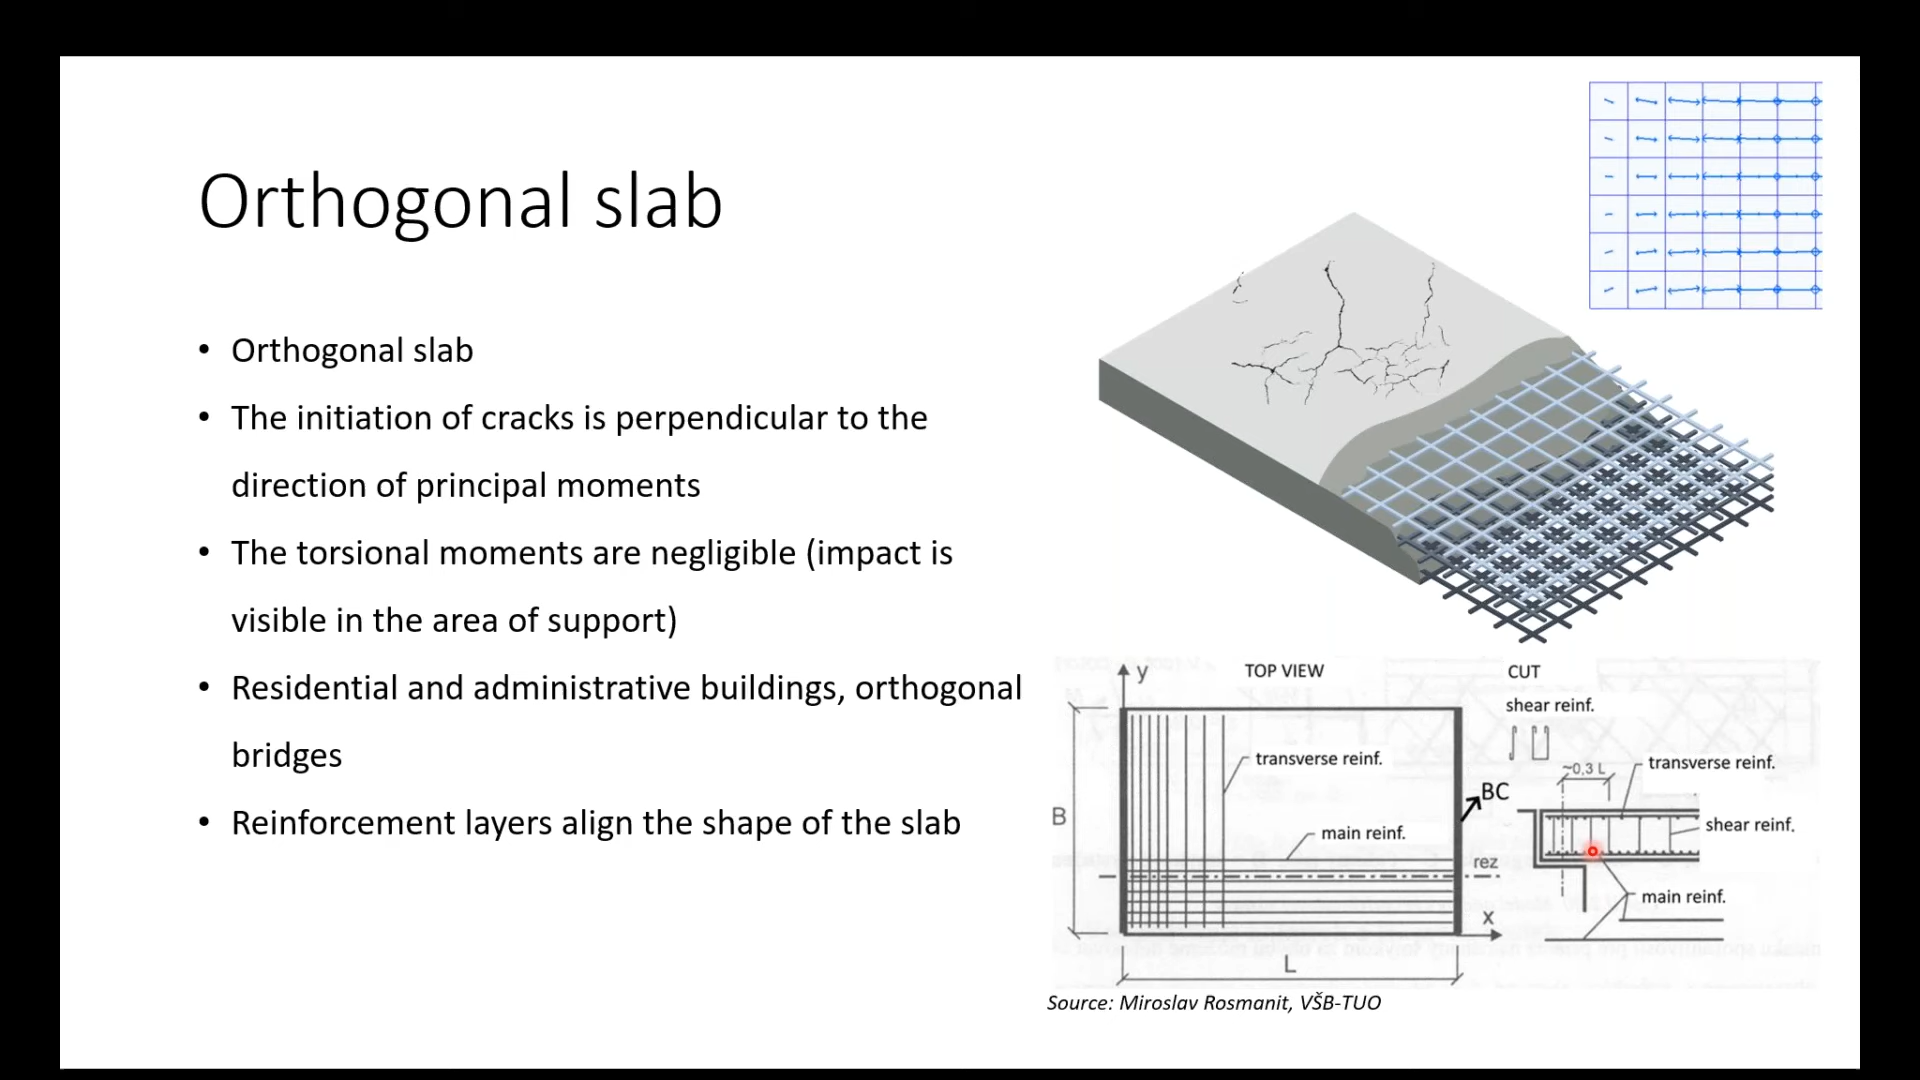 Orthogonal slab
• Orthogonal slab
• The initiation of cracks is perpendicular to the
direction of principal moments
• The torsional moments are negligible (impact is
visible in the area of support)
• Residential and administrative buildings, orthogonal
bridges
• Reinforcement layers align the shape of the slab
y
TOP VIEW
CUT
shear reinf.
transverse reinf.
~0,3 L
transverse reinf.
BC
B
main reinf.
shear reinf.
rez
main reinf.
x
L
Source: Miroslav Rosmanit, VŠB-TUO